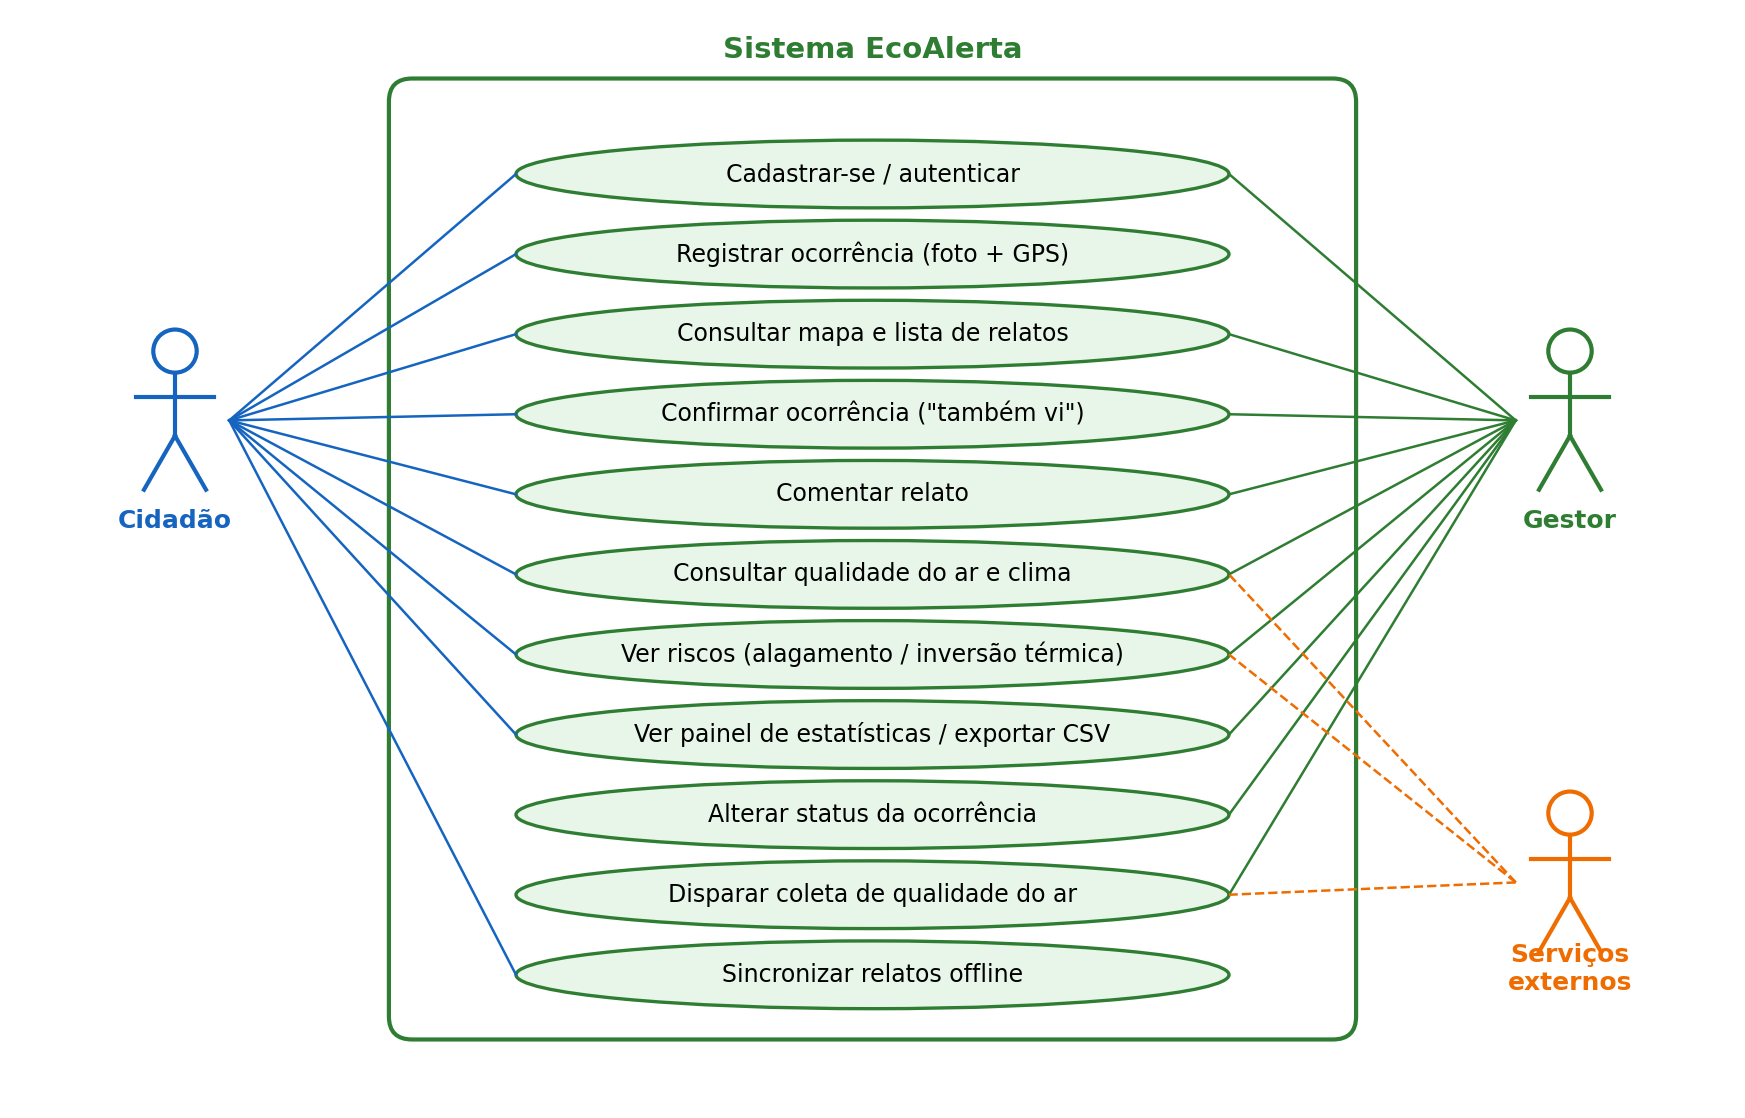 Sistema EcoAlerta
Cadastrar-se / autenticar
Registrar ocorrência (foto + GPS)
Consultar mapa e lista de relatos
Confirmar ocorrência ("também vi")
Comentar relato
Cidadão
Gestor
Consultar qualidade do ar e clima
Ver riscos (alagamento / inversão térmica)
Ver painel de estatísticas / exportar CSV
Alterar status da ocorrência
Disparar coleta de qualidade do ar
Sincronizar relatos offline
Serviços
externos